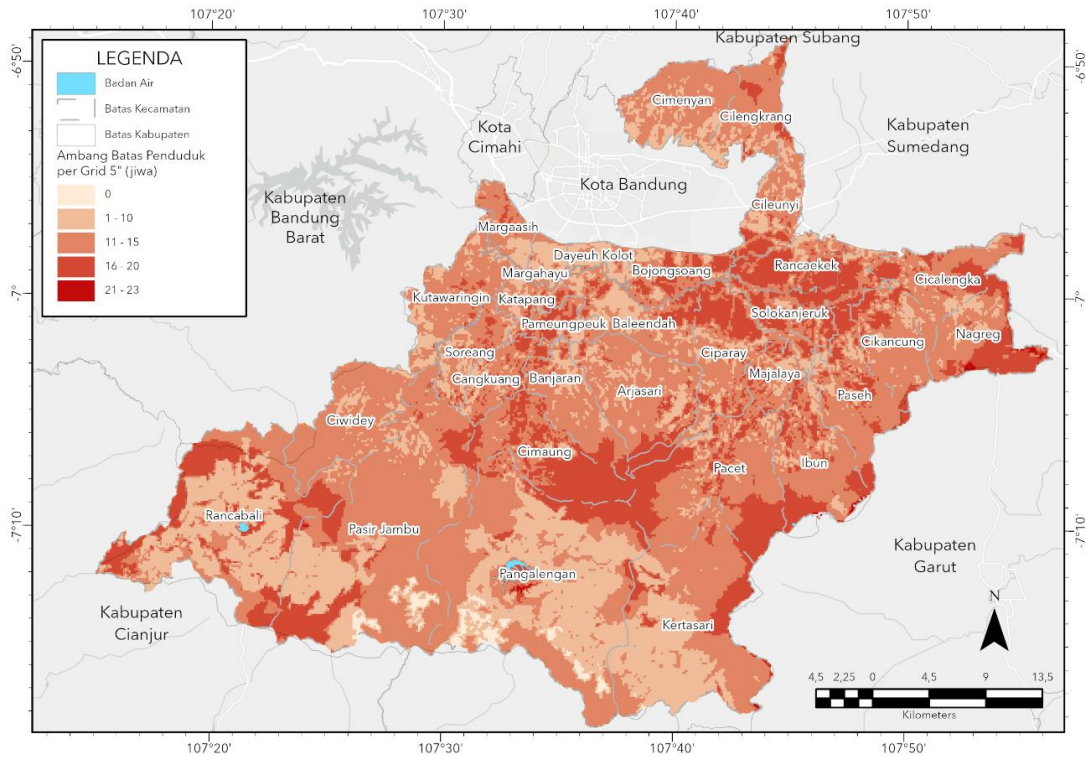 107°20'
107°30'
107°40'
107°50'
-6°50'
-7°
-7°10'
-6°50'
-7°
-7°10'
LEGENDA
Badan Air
Batas Kecamatan
Batas Kabupaten
Ambang Batas Penduduk
per Grid 5" (jiwa)
0
1 - 10
11 - 15
16 - 20
21 - 23
Kabupaten Subang
Cimenyan
Cilengkrang
Kota
Cimahi
Kabupaten
Sumedang
Kota Bandung
Kabupaten
Bandung
Barat
Cileunyi
Margaasih
Dayeuh Kolot
Margahayu
Bojongsoang
Rancaekek
Cicalengka
Kutawaringin
Katapang
Solokanjeruk
Pameungpeuk
Baleendah
Nagreg
Cikancung
Soreang
Ciparay
Cangkuang
Banjaran
Majalaya
Arjasari
Paseh
Ciwidey
Cimaung
Pacet
Ibun
Rancabali
Pasir Jambu
Kabupaten
Garut
Pangalengan
Kabupaten
Cianjur
Kertasari
N
4,5 2,25 0 4,5 9 13,5
Kilometers
107°20'
107°30'
107°40'
107°50'